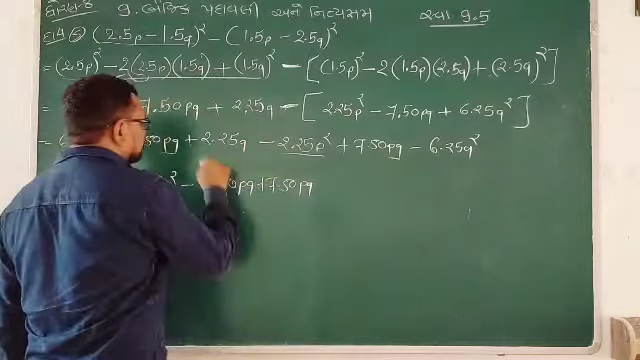 ધોરણ-8 9. બૈજિક પદાવલી અને નિત્યસમ સ્વા 9.5
(2.5p-1.5q)² - (1.5p-2.5q)²
= (2.5p)² - 2(2.5p)(1.5q) + (1.5q)² - [(1.5p)² - 2(1.5p)(2.5q) + (2.5q)²]
= 7.50pq + 2.25q - [2.25p² - 7.50pq + 6.25q²]
50pq + 2.25q - 2.25p² + 7.50pq - 6.25q²
² - 0pq + 7.50pq